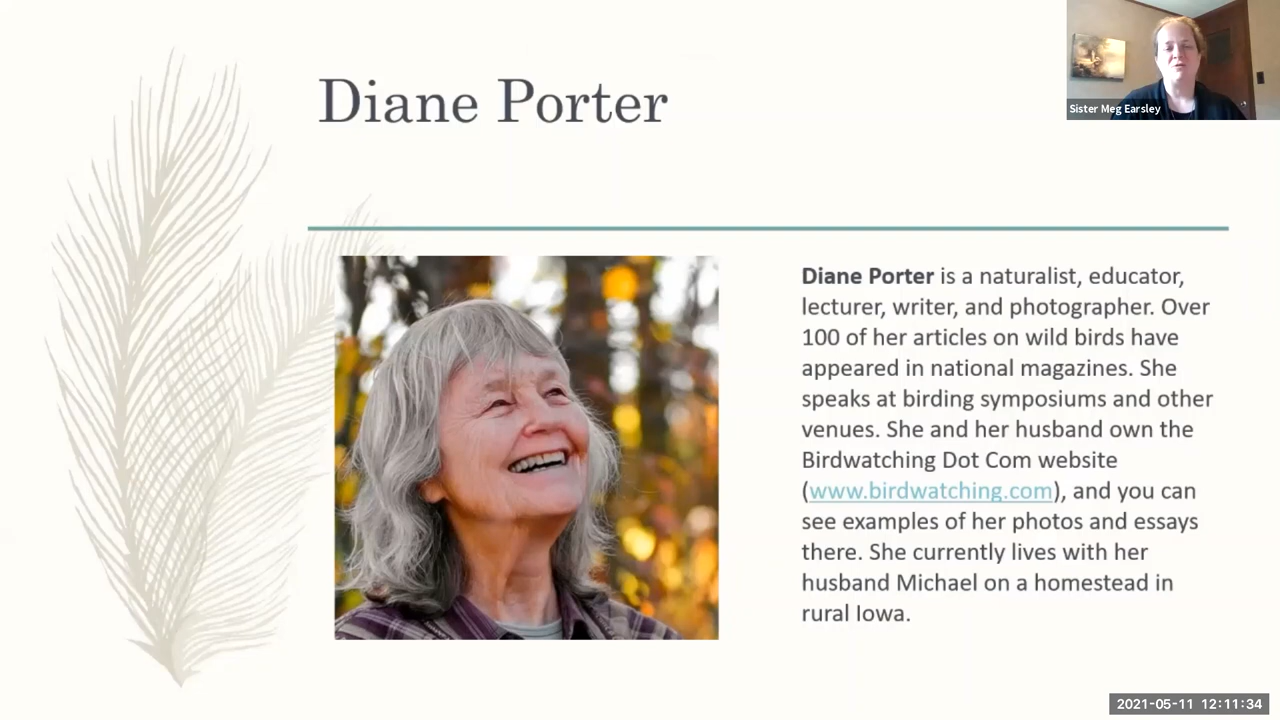 Diane Porter
Sister Meg Earsley
Diane Porter is a naturalist, educator,
lecturer, writer, and photographer. Over
100 of her articles on wild birds have
appeared in national magazines. She
speaks at birding symposiums and other
venues. She and her husband own the
Birdwatching Dot Com website
(www.birdwatching.com), and you can
see examples of her photos and essays
there. She currently lives with her
husband Michael on a homestead in
rural Iowa.
2021-05-11 12:11:34